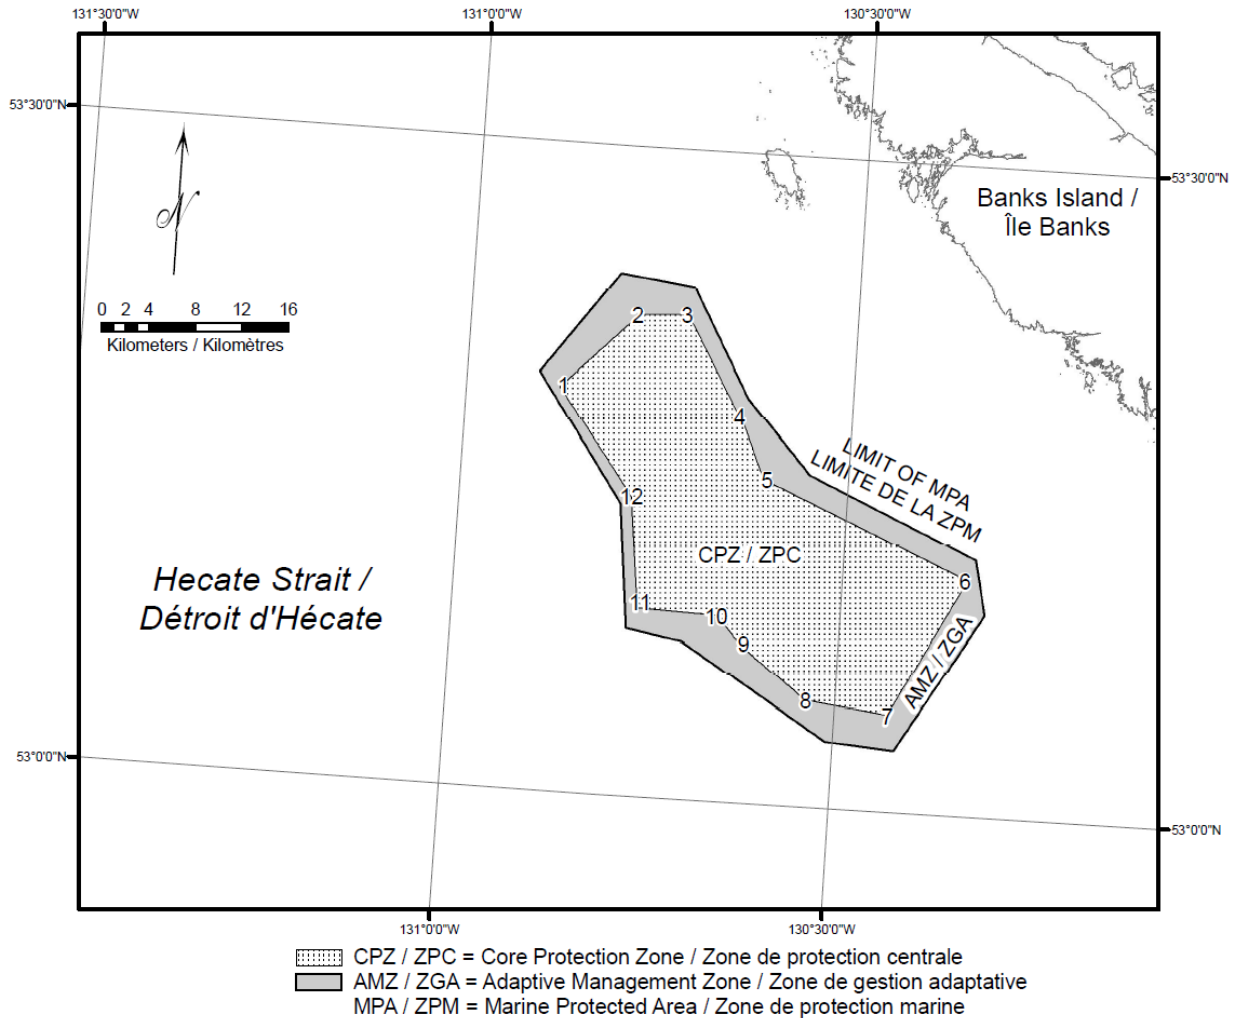 131°30'0"W
131°0'0"W
130°30'0"W
53°30'0"N
53°30'0"N
N
Banks Island /
Île Banks
0 2 4 8 12 16
Kilometers / Kilomètres
2
3
1
4
LIMIT OF MPA
LIMITE DE LA ZPM
5
12
CPZ / ZPC
6
Hecate Strait /
Détroit d'Hécate
11
10
9
AMZ / ZGA
8
7
53°0'0"N
53°0'0"N
131°0'0"W
130°30'0"W
CPZ / ZPC = Core Protection Zone / Zone de protection centrale
AMZ / ZGA = Adaptive Management Zone / Zone de gestion adaptative
MPA / ZPM = Marine Protected Area / Zone de protection marine